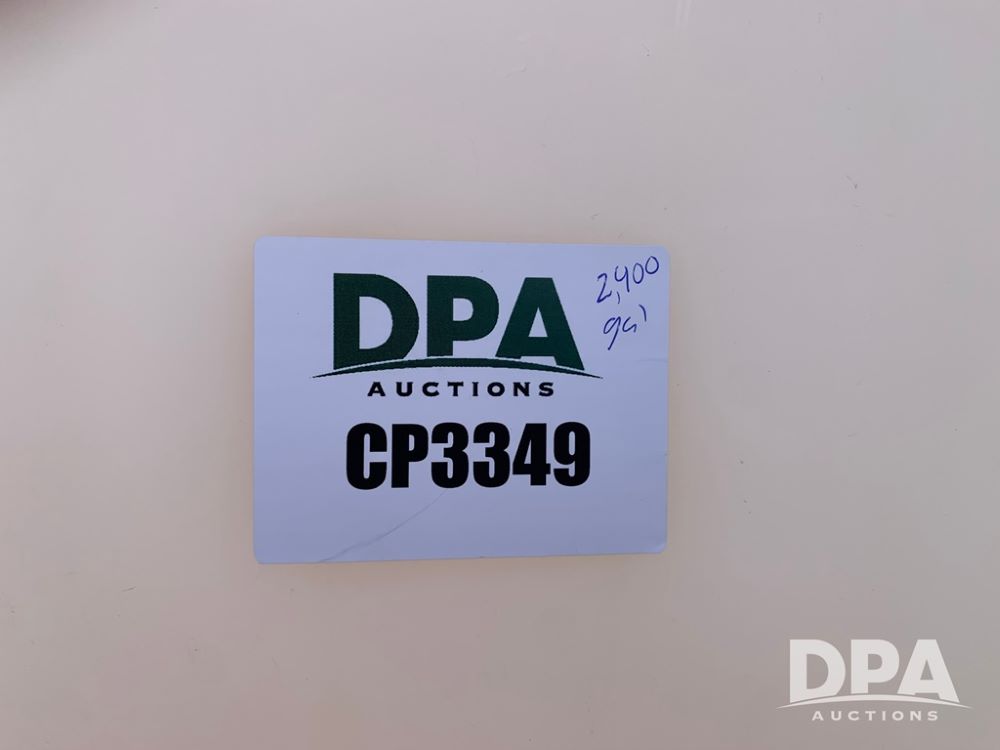 DPA
AUCTIONS
2,400
gal
CP3349
DPA
AUCTIONS